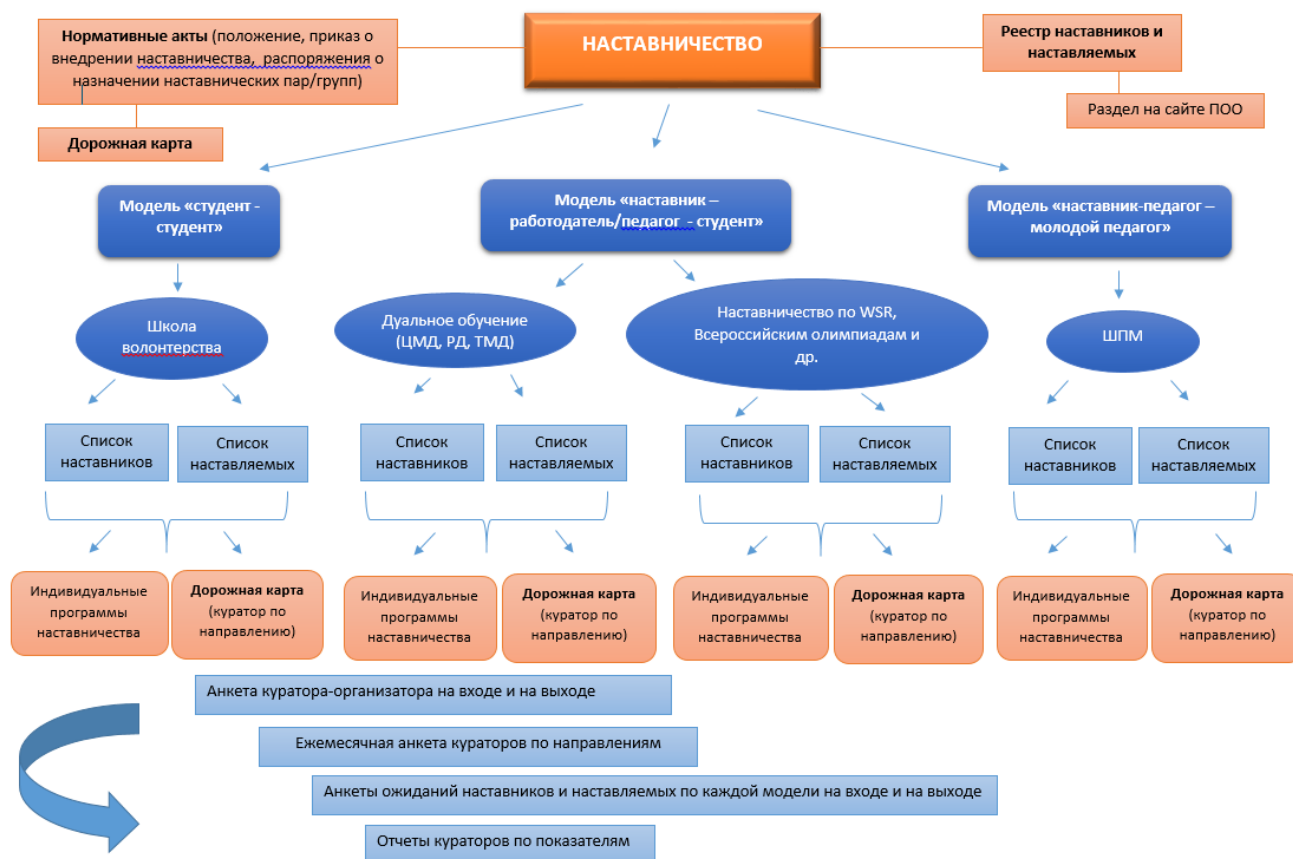 Нормативные акты (положение, приказ о
внедрении наставничества, распоряжения о
назначении наставнических пар/групп)
НАСТАВНИЧЕСТВО
Реестр наставников и
наставляемых
Дорожная карта
Раздел на сайте ПОО
Модель «студент -
студент»
Модель «наставник –
работодатель/педагог - студент»
Модель «наставник-педагог –
молодой педагог»
Школа
волонтерства
Дуальное обучение
(ЦМД, РД, ТМД)
Наставничество по WSR,
Всероссийским олимпиадам и
др.
ШПМ
Список
наставников
Список
наставляемых
Список
наставников
Список
наставляемых
Список
наставников
Список
наставляемых
Список
наставников
Список
наставляемых
Индивидуальные
программы
наставничества
Дорожная карта
(куратор по
направлению)
Индивидуальные
программы
наставничества
Дорожная карта
(куратор по
направлению)
Индивидуальные
программы
наставничества
Дорожная карта
(куратор по
направлению)
Индивидуальные
программы
наставничества
Дорожная карта
(куратор по
направлению)
Анкета куратора-организатора на входе и на выходе
Ежемесячная анкета кураторов по направлениям
Анкеты ожиданий наставников и наставляемых по каждой модели на входе и на выходе
Отчеты кураторов по показателям